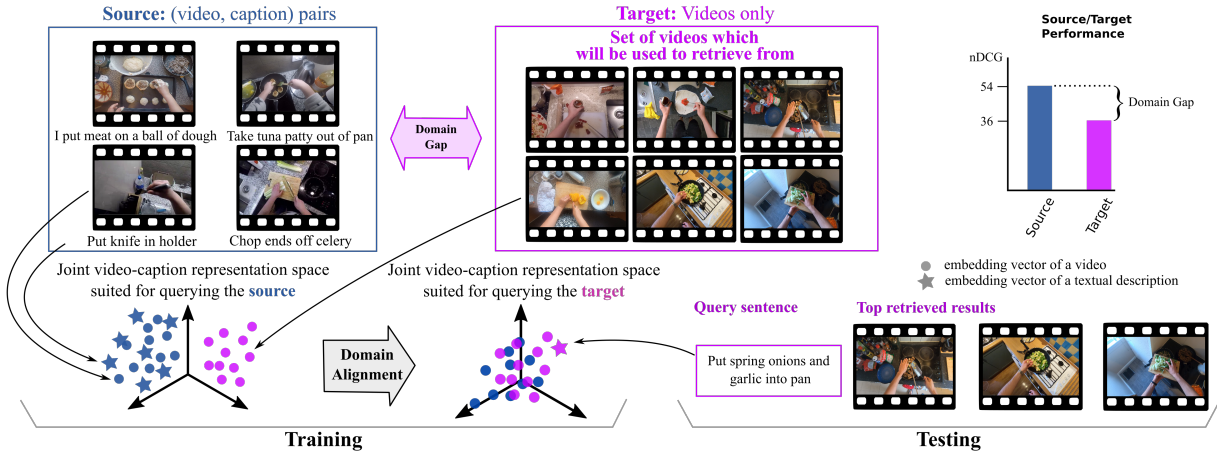 Source: (video, caption) pairs
I put meat on a ball of dough
Take tuna patty out of pan
Put knife in holder
Chop ends off celery
Domain
Gap
Target: Videos only
Set of videos which
will be used to retrieve from
Source/Target
Performance
nDCG
54
36
Domain Gap
Source
Target
embedding vector of a video
embedding vector of a textual description
Joint video-caption representation space
suited for querying the source
Domain
Alignment
Joint video-caption representation space
suited for querying the target
Query sentence
Put spring onions and
garlic into pan
Top retrieved results
Training
Testing